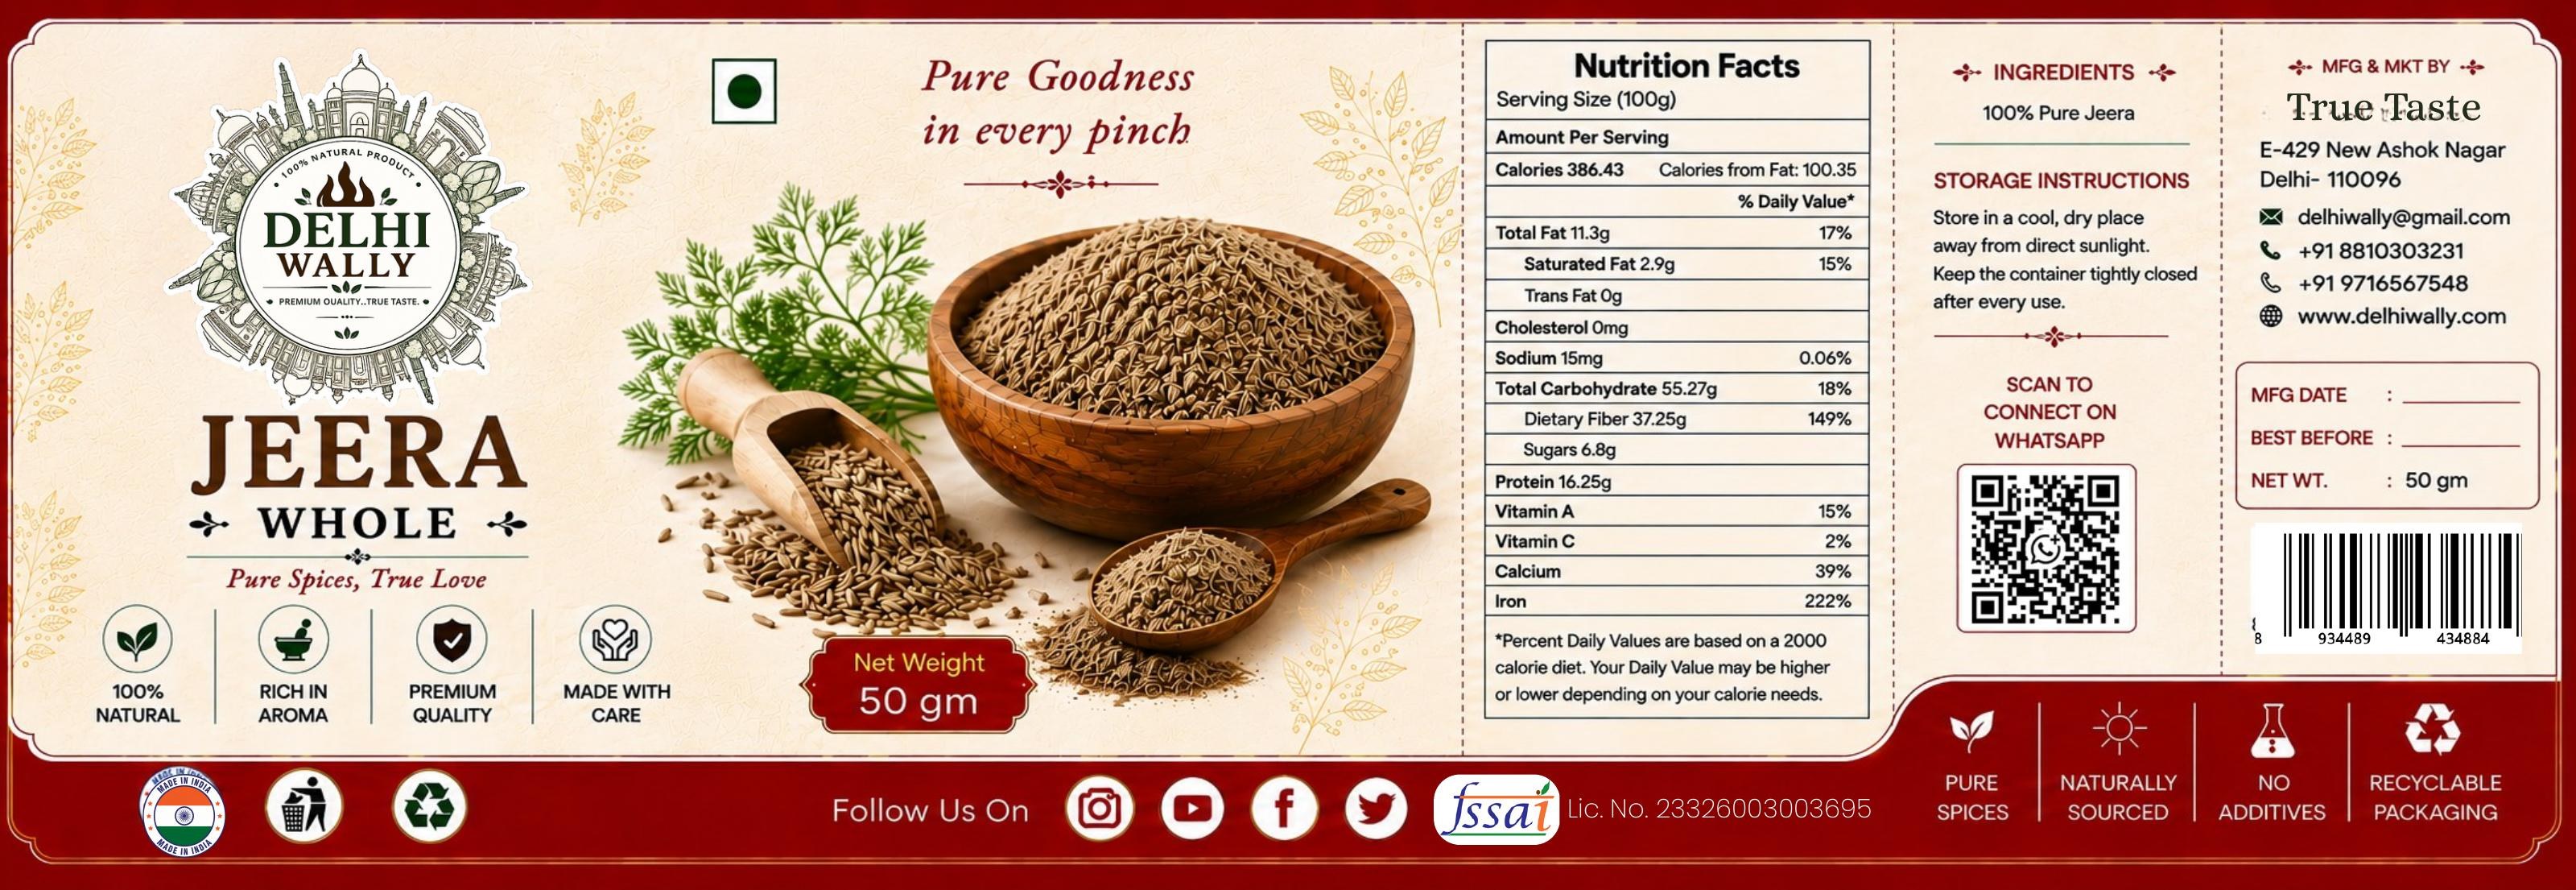 100% NATURAL PRODUCT
DELHI
WALLY
PREMIUM QUALITY..TRUE TASTE.
JEERA
WHOLE
Pure Spices, True Love
100%
NATURAL
RICH IN
AROMA
PREMIUM
QUALITY
MADE WITH
CARE
Pure Goodness
in every pinch
Net Weight
50 gm
Nutrition Facts
Serving Size (100g)
Amount Per Serving
Calories 386.43 Calories from Fat: 100.35
% Daily Value*
Total Fat 11.3g 17%
Saturated Fat 2.9g 15%
Trans Fat 0g
Cholesterol 0mg
Sodium 15mg 0.06%
Total Carbohydrate 55.27g 18%
Dietary Fiber 37.25g 149%
Sugars 6.8g
Protein 16.25g
Vitamin A 15%
Vitamin C 2%
Calcium 39%
Iron 222%
*Percent Daily Values are based on a 2000
calorie diet. Your Daily Value may be higher
or lower depending on your calorie needs.
INGREDIENTS
100% Pure Jeera
STORAGE INSTRUCTIONS
Store in a cool, dry place
away from direct sunlight.
Keep the container tightly closed
after every use.
SCAN TO
CONNECT ON
WHATSAPP
MFG & MKT BY
True Taste
E-429 New Ashok Nagar
Delhi- 110096
delhiwally@gmail.com
+91 8810303231
+91 9716567548
www.delhiwally.com
MFG DATE :
BEST BEFORE :
NET WT. : 50 gm
8 934489 434884
MADE IN INDIA
MADE IN INDIA
Follow Us On
fssai Lic. No. 23326003003695
PURE
SPICES
NATURALLY
SOURCED
NO
ADDITIVES
RECYCLABLE
PACKAGING